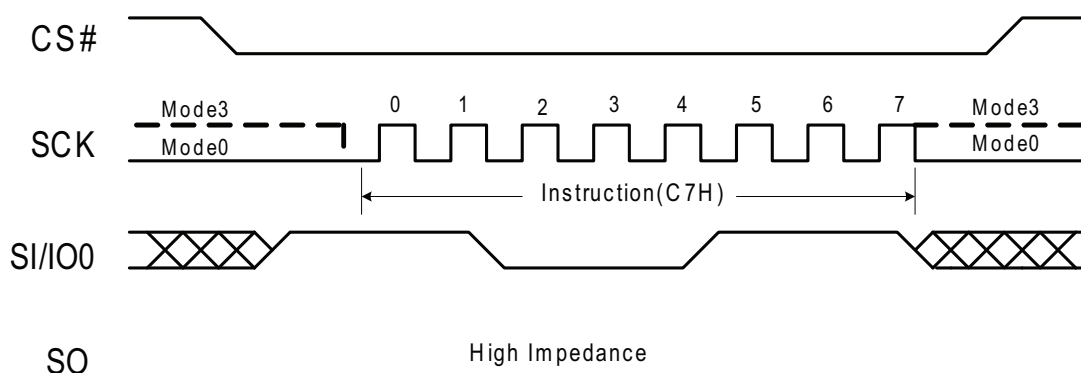 CS#
0 1 2 3 4 5 6 7
Mode3 Mode3
SCK
Mode0 Mode0
Instruction(C7H)
SI/IO0
SO
High Impedance